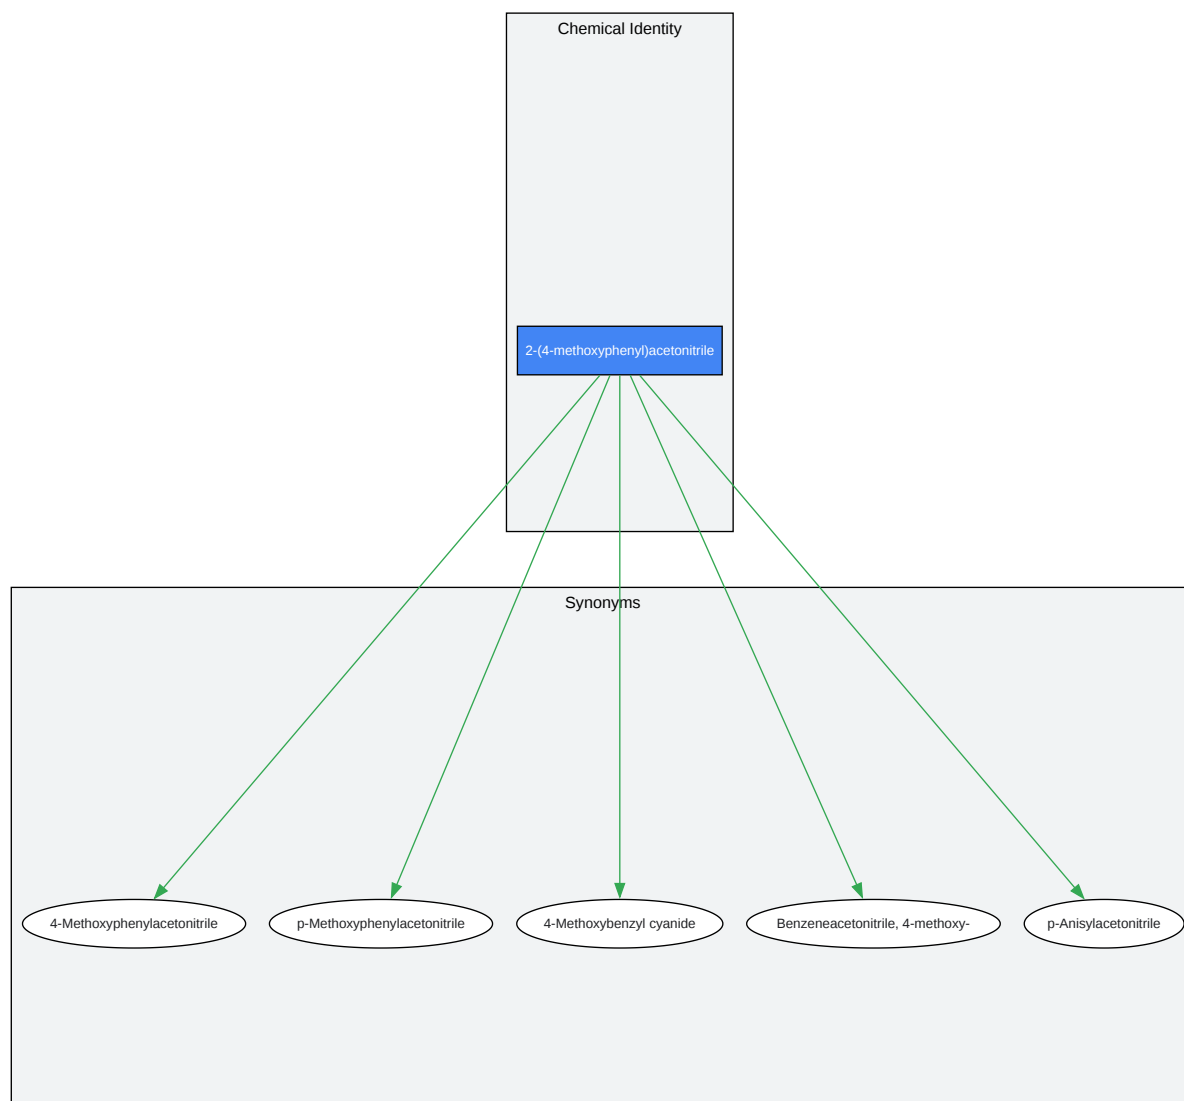 Chemical Identity
2-(4-methoxyphenyl)acetonitrile
Synonyms
4-Methoxyphenylacetonitrile
p-Methoxyphenylacetonitrile
4-Methoxybenzyl cyanide
Benzeneacetonitrile, 4-methoxy-
p-Anisylacetonitrile